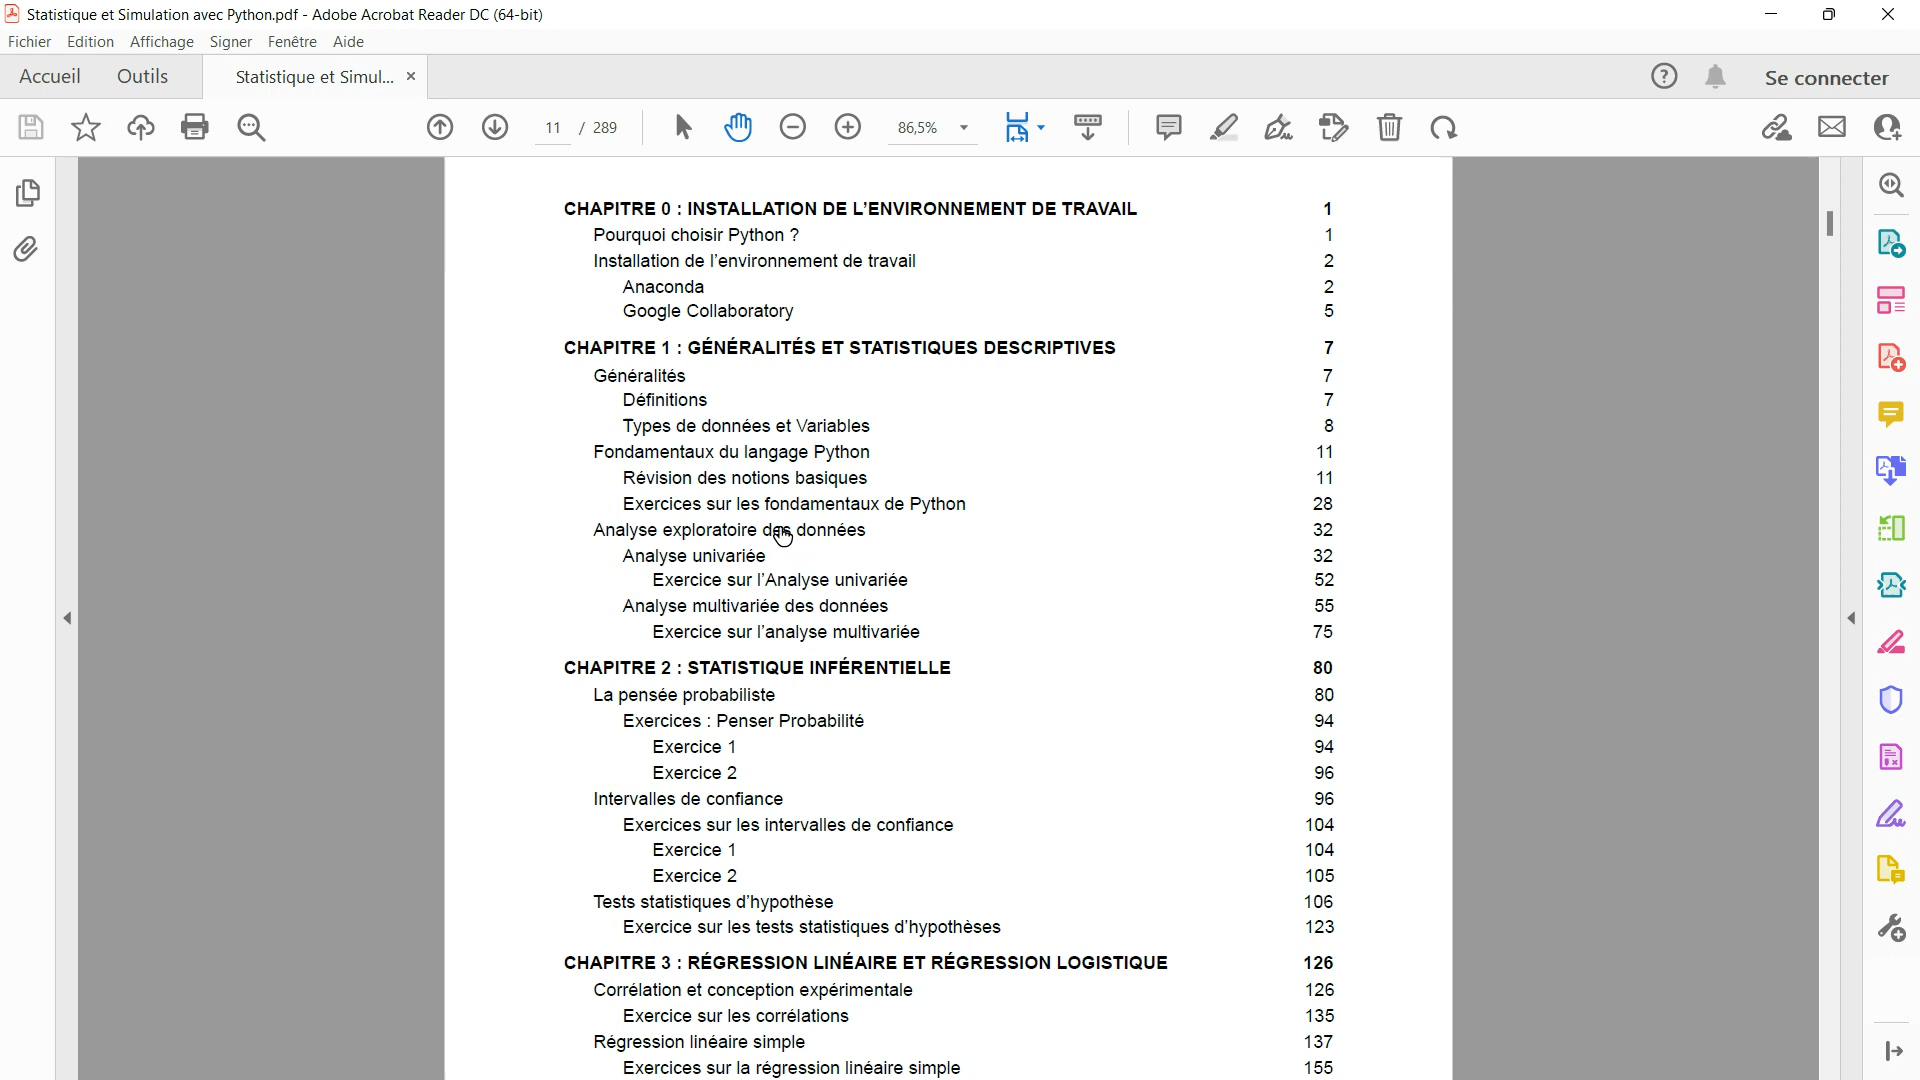 Statistique et Simulation avec Python.pdf - Adobe Acrobat Reader DC (64-bit)
Fichier Edition Affichage Signer Fenêtre Aide
Accueil Outils Statistique et Simul... × Se connecter
11 / 289 86,5%
CHAPITRE 0 : INSTALLATION DE L'ENVIRONNEMENT DE TRAVAIL 1
Pourquoi choisir Python ? 1
Installation de l'environnement de travail 2
Anaconda 2
Google Collaboratory 5
CHAPITRE 1 : GÉNÉRALITÉS ET STATISTIQUES DESCRIPTIVES 7
Généralités 7
Définitions 7
Types de données et Variables 8
Fondamentaux du langage Python 11
Révision des notions basiques 11
Exercices sur les fondamentaux de Python 28
Analyse exploratoire des données 32
Analyse univariée 32
Exercice sur l'Analyse univariée 52
Analyse multivariée des données 55
Exercice sur l'analyse multivariée 75
CHAPITRE 2 : STATISTIQUE INFÉRENTIELLE 80
La pensée probabiliste 80
Exercices : Penser Probabilité 94
Exercice 1 94
Exercice 2 96
Intervalles de confiance 96
Exercices sur les intervalles de confiance 104
Exercice 1 104
Exercice 2 105
Tests statistiques d'hypothèse 106
Exercice sur les tests statistiques d'hypothèses 123
CHAPITRE 3 : RÉGRESSION LINÉAIRE ET RÉGRESSION LOGISTIQUE 126
Corrélation et conception expérimentale 126
Exercice sur les corrélations 135
Régression linéaire simple 137
Exercices sur la régression linéaire simple 155